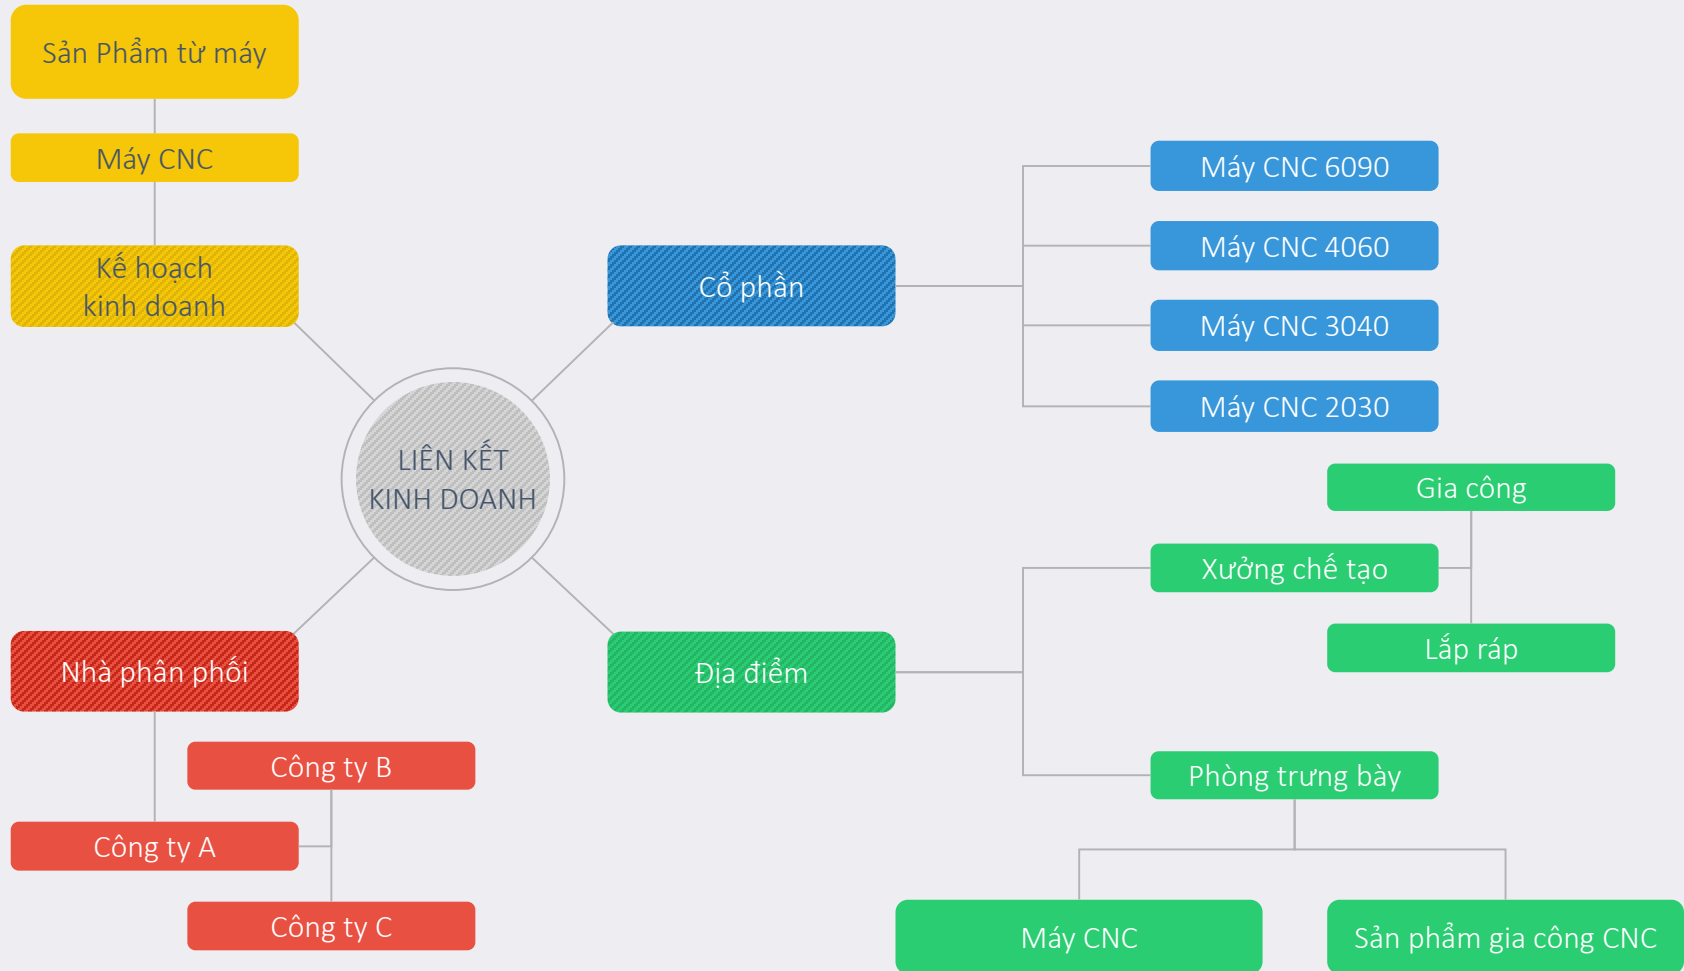 Sản Phẩm từ máy
Máy CNC
Kế hoạch
kinh doanh
Cổ phần
Máy CNC 6090
Máy CNC 4060
Máy CNC 3040
Máy CNC 2030
LIÊN KẾT
KINH DOANH
Gia công
Xưởng chế tạo
Lắp ráp
Nhà phân phối
Địa điểm
Công ty B
Công ty A
Công ty C
Phòng trưng bày
Máy CNC
Sản phẩm gia công CNC